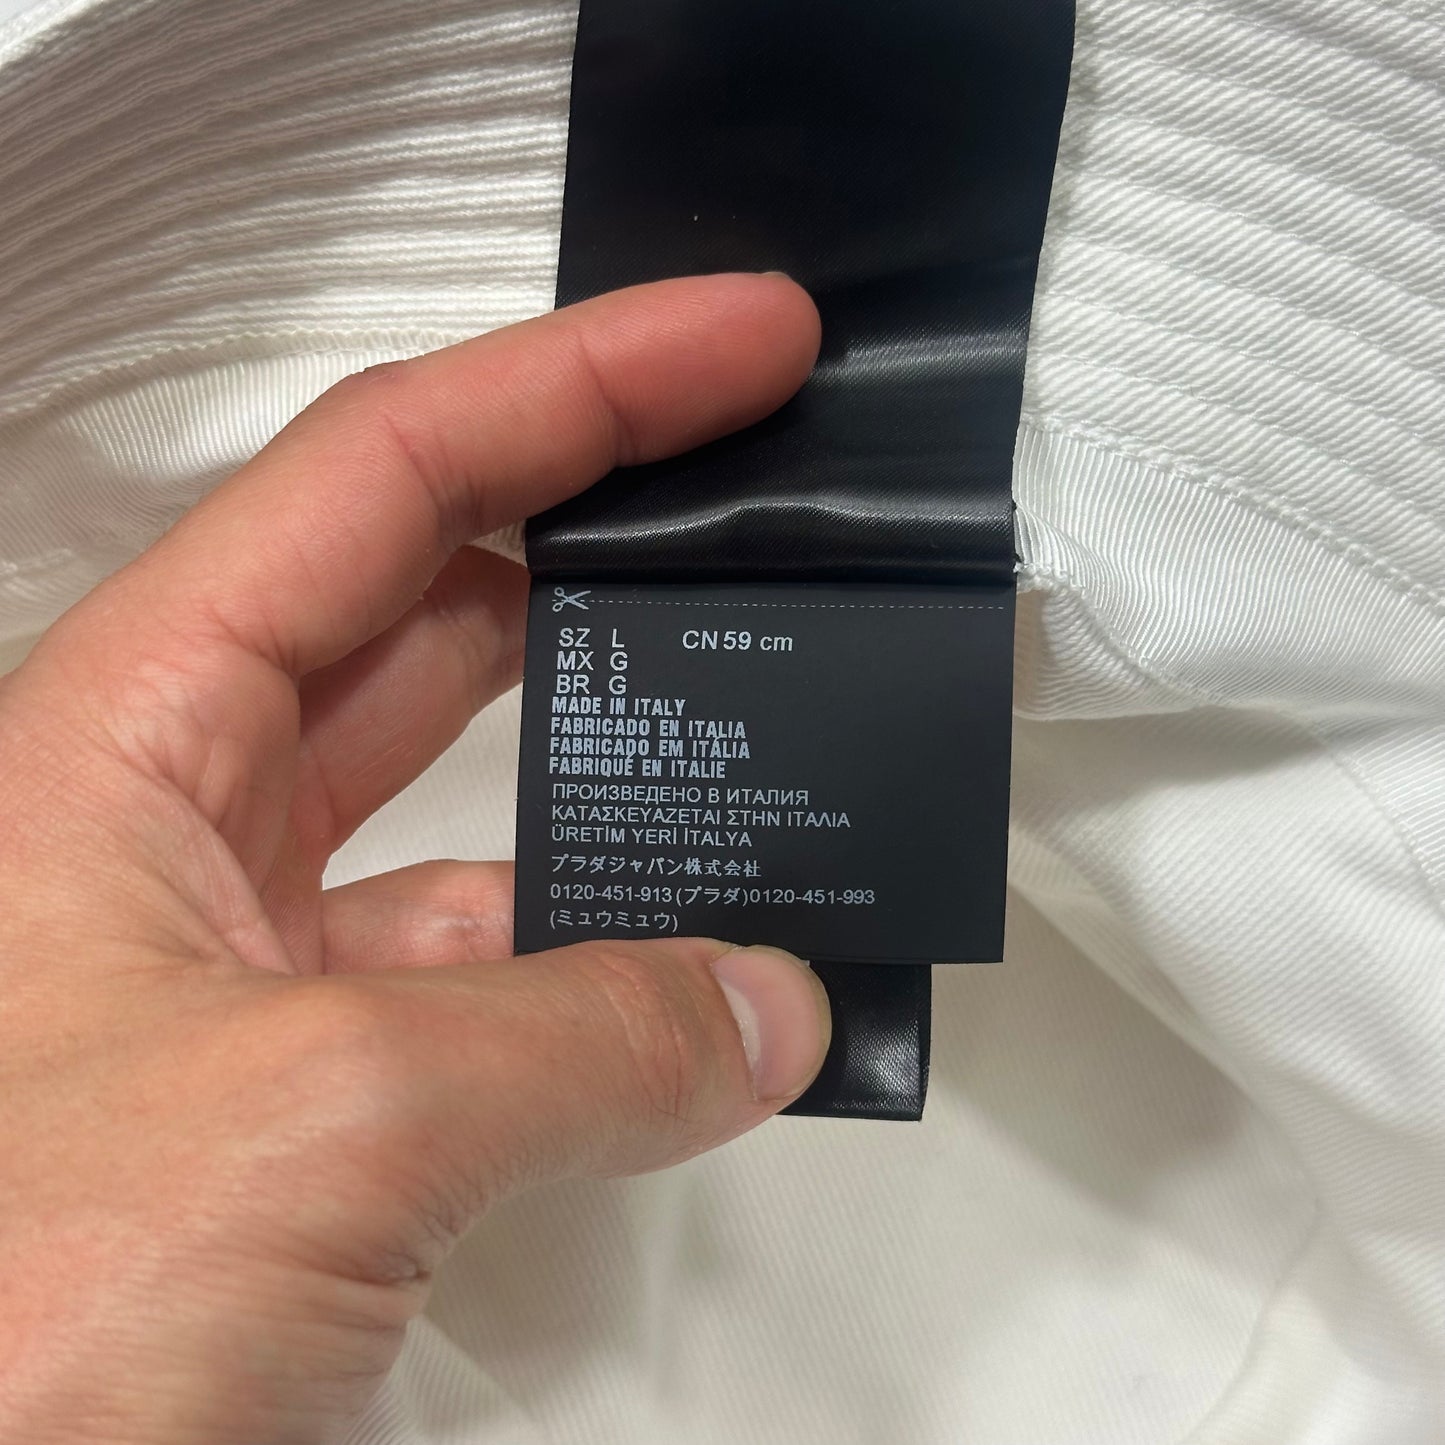 SZ L CN 59 cm
MX G
BR G
MADE IN ITALY
FABRICADO EN ITALIA
FABRICADO EM ITÁLIA
FABRIQUÉ EN ITALIE
ПРОИЗВЕДЕНО В ИТАЛИЯ
ΚΑΤΑΣΚΕΥΑΖΕΤΑΙ ΣΤΗΝ ΙΤΑΛΙΑ
ÜRETİM YERİ İTALYA
プラダジャパン株式会社
0120-451-913(プラダ)0120-451-993
(ミュウミュウ)